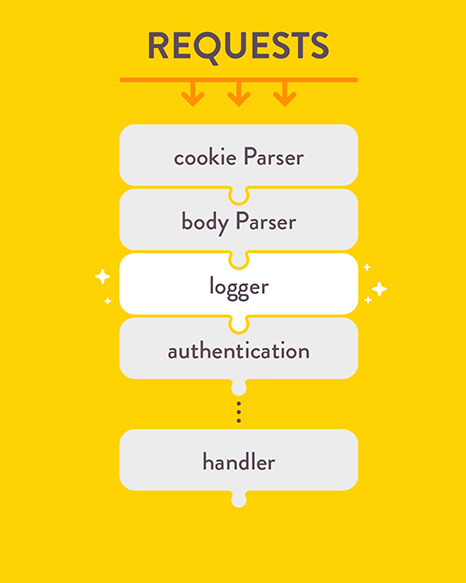 REQUESTS
cookie Parser
body Parser
logger
authentication
handler